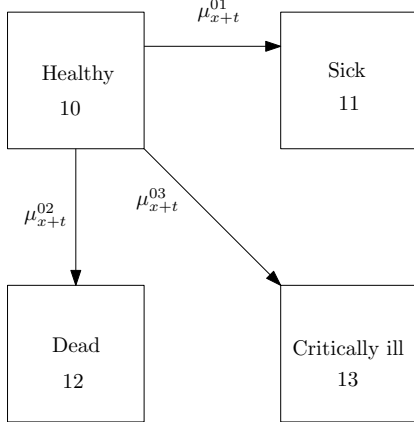 μ^{01}_{x+t}
Healthy
10
Sick
11
μ^{02}_{x+t}
μ^{03}_{x+t}
Dead
12
Critically ill
13